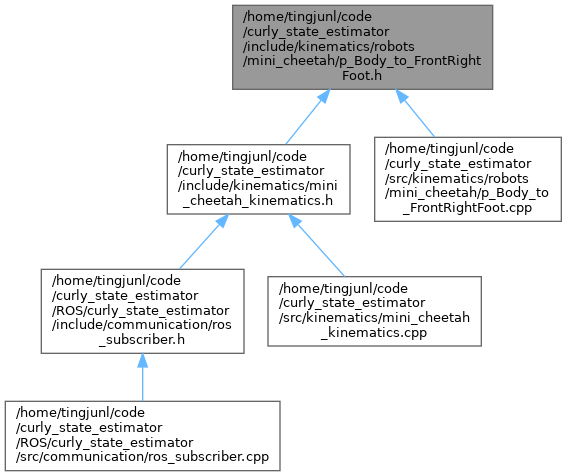 /home/tingjunl/code
/curly_state_estimator
/include/kinematics/robots
/mini_cheetah/p_Body_to_FrontRight
Foot.h
/home/tingjunl/code
/curly_state_estimator
/include/kinematics/mini
_cheetah_kinematics.h
/home/tingjunl/code
/curly_state_estimator
/src/kinematics/robots
/mini_cheetah/p_Body_to
_FrontRightFoot.cpp
/home/tingjunl/code
/curly_state_estimator
/ROS/curly_state_estimator
/include/communication/ros
_subscriber.h
/home/tingjunl/code
/curly_state_estimator
/src/kinematics/mini_cheetah
_kinematics.cpp
/home/tingjunl/code
/curly_state_estimator
/ROS/curly_state_estimator
/src/communication/ros_subscriber.cpp